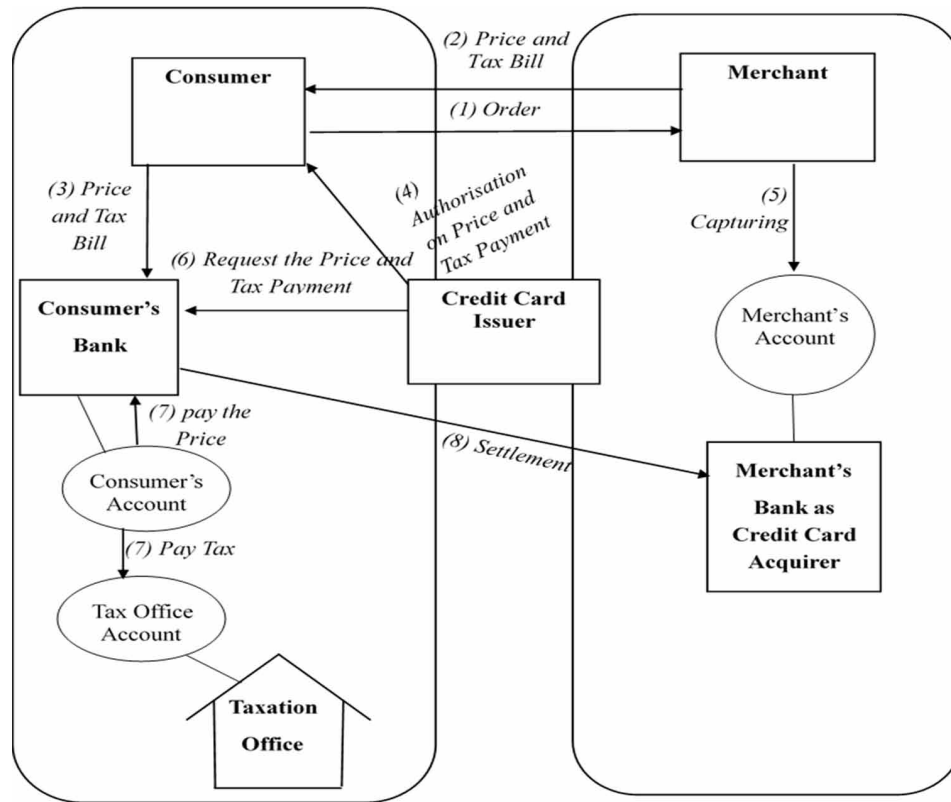 (2) Price and
Tax Bill
Consumer
Merchant
(1) Order
(3) Price
and Tax
Bill
(4)
Authorisation
on Price and
Tax Payment
(5)
Capturing
(6) Request the Price and
Tax Payment
Consumer's
Bank
Credit Card
Issuer
Merchant's
Account
(7) pay the
Price
(8) Settlement
Consumer's
Account
Merchant's
Bank as
Credit Card
Acquirer
(7) Pay Tax
Tax Office
Account
Taxation
Office